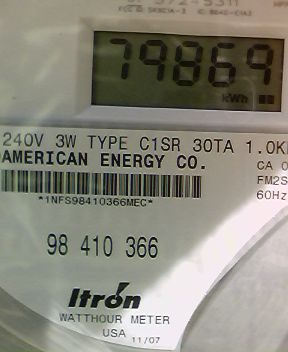 79869
kWh
240V 3W TYPE C1SR 30TA 1.0K
AMERICAN ENERGY CO. CA
FM2S
*1NFS98410366MEC* 60Hz
98 410 366
Itron
WATTHOUR METER
USA 11/07